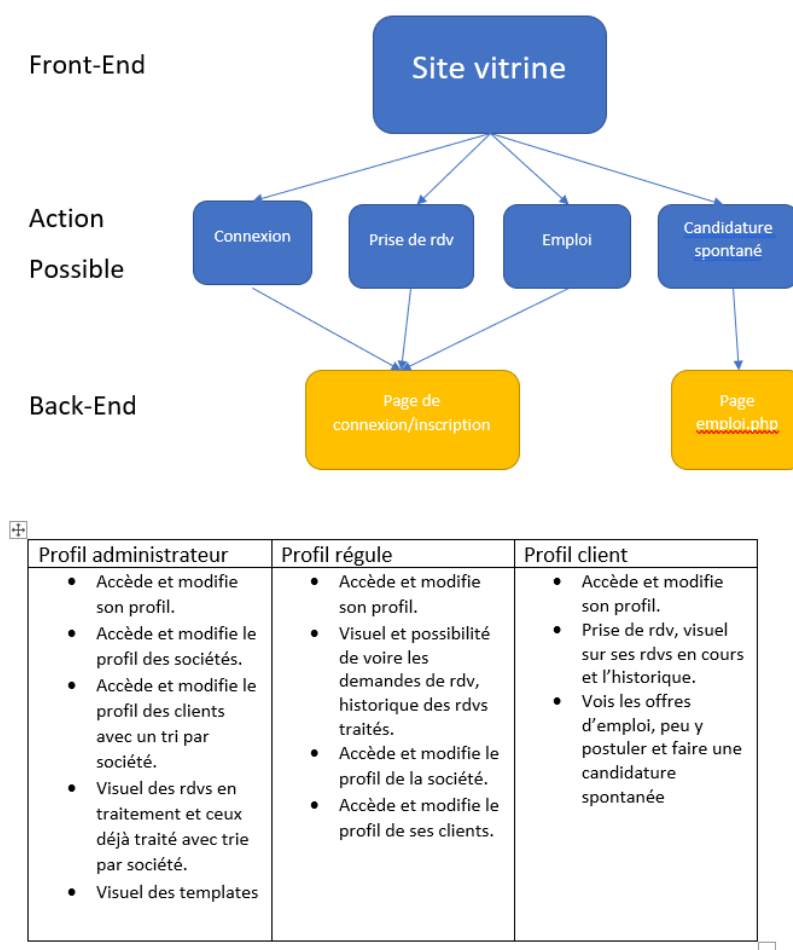 Front-End
Site vitrine
Action
Possible
Connexion
Prise de rdv
Emploi
Candidature
spontané
Back-End
Page de
connexion/inscription
Page
emploi.php
Profil administrateur
• Accède et modifie
son profil.
• Accède et modifie le
profil des sociétés.
• Accède et modifie le
profil des clients
avec un tri par
société.
• Visuel des rdvs en
traitement et ceux
déjà traité avec trie
par société.
• Visuel des templates
Profil régule
• Accède et modifie
son profil.
• Visuel et possibilité
de voire les
demandes de rdv,
historique des rdvs
traités.
• Accède et modifie le
profil de la société.
• Accède et modifie le
profil de ses clients.
Profil client
• Accède et modifie
son profil.
• Prise de rdv, visuel
sur ses rdvs en cours
et l’historique.
• Vois les offres
d’emploi, peu y
postuler et faire une
candidature
spontanée